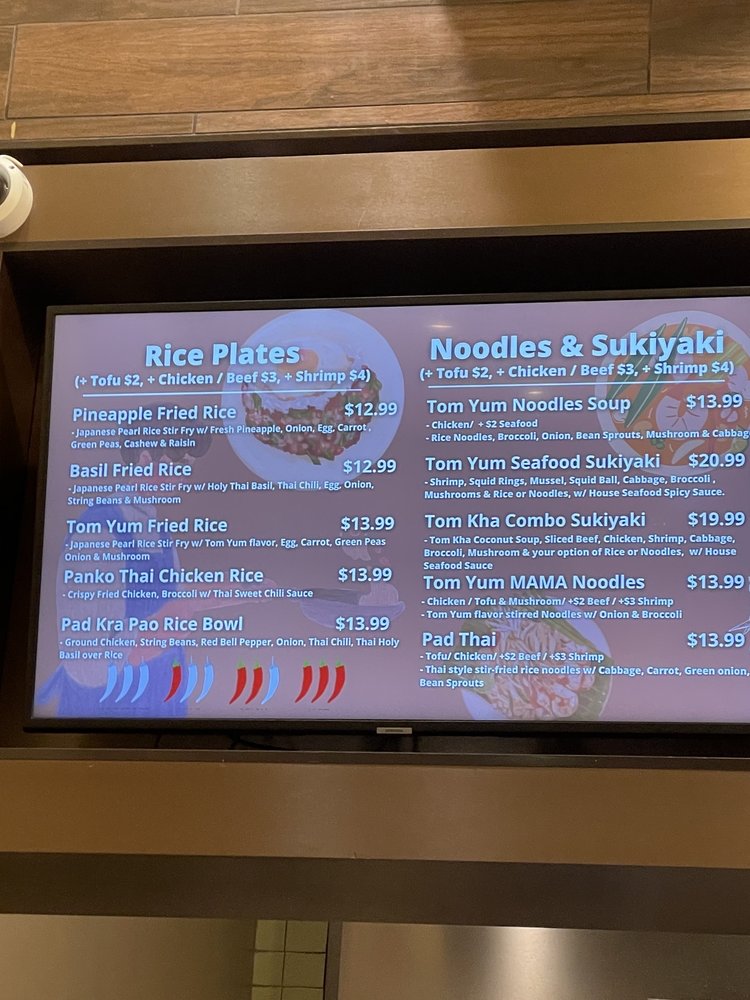 Rice Plates
(+ Tofu $2, + Chicken / Beef $3, + Shrimp $4)
Pineapple Fried Rice $12.99
- Japanese Pearl Rice Stir Fry w/ Fresh Pineapple, Onion, Egg, Carrot ,
Green Peas, Cashew & Raisin
Basil Fried Rice $12.99
- Japanese Pearl Rice Stir Fry w/ Holy Thai Basil, Thai Chili, Egg, Onion,
String Beans & Mushroom
Tom Yum Fried Rice $13.99
- Japanese Pearl Rice Stir Fry w/ Tom Yum flavor, Egg, Carrot, Green Peas
Onion & Mushroom
Panko Thai Chicken Rice $13.99
- Crispy Fried Chicken, Broccoli w/ Thai Sweet Chili Sauce
Pad Kra Pao Rice Bowl $13.99
- Ground Chicken, String Beans, Red Bell Pepper, Onion, Thai Chili, Thai Holy
Basil over Rice
Noodles & Sukiyaki
(+ Tofu $2, + Chicken / Beef $3, + Shrimp $4)
Tom Yum Noodles Soup $13.99
- Chicken/ + $2 Seafood
- Rice Noodles, Broccoli, Onion, Bean Sprouts, Mushroom & Cabbag
Tom Yum Seafood Sukiyaki $20.99
- Shrimp, Squid Rings, Mussel, Squid Ball, Cabbage, Broccoli ,
Mushrooms & Rice or Noodles, w/ House Seafood Spicy Sauce.
Tom Kha Combo Sukiyaki $19.99
- Tom Kha Coconut Soup, Sliced Beef, Chicken, Shrimp, Cabbage,
Broccoli, Mushroom & your option of Rice or Noodles, w/ House
Seafood Sauce
Tom Yum MAMA Noodles $13.99
- Chicken / Tofu & Mushroom/ +$2 Beef / +$3 Shrimp
- Tom Yum flavor stirred Noodles w/ Onion & Broccoli
Pad Thai $13.99
- Tofu/ Chicken/ +$2 Beef / +$3 Shrimp
- Thai style stir-fried rice noodles w/ Cabbage, Carrot, Green onion,
Bean Sprouts